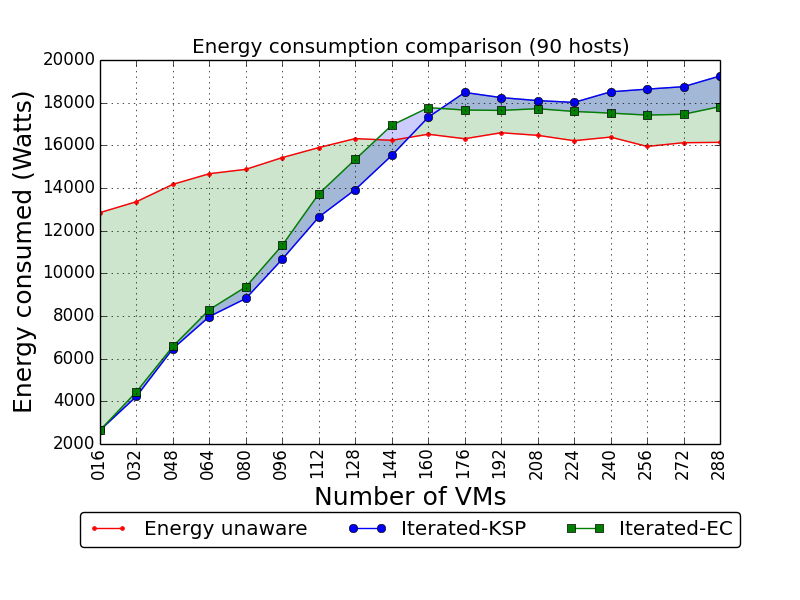 Energy consumption comparison (90 hosts)
Energy consumed (Watts)
20000
18000
16000
14000
12000
10000
8000
6000
4000
2000
016 032 048 064 080 096 112 128 144 160 176 192 208 224 240 256 272 288
Number of VMs
Energy unaware Iterated-KSP Iterated-EC